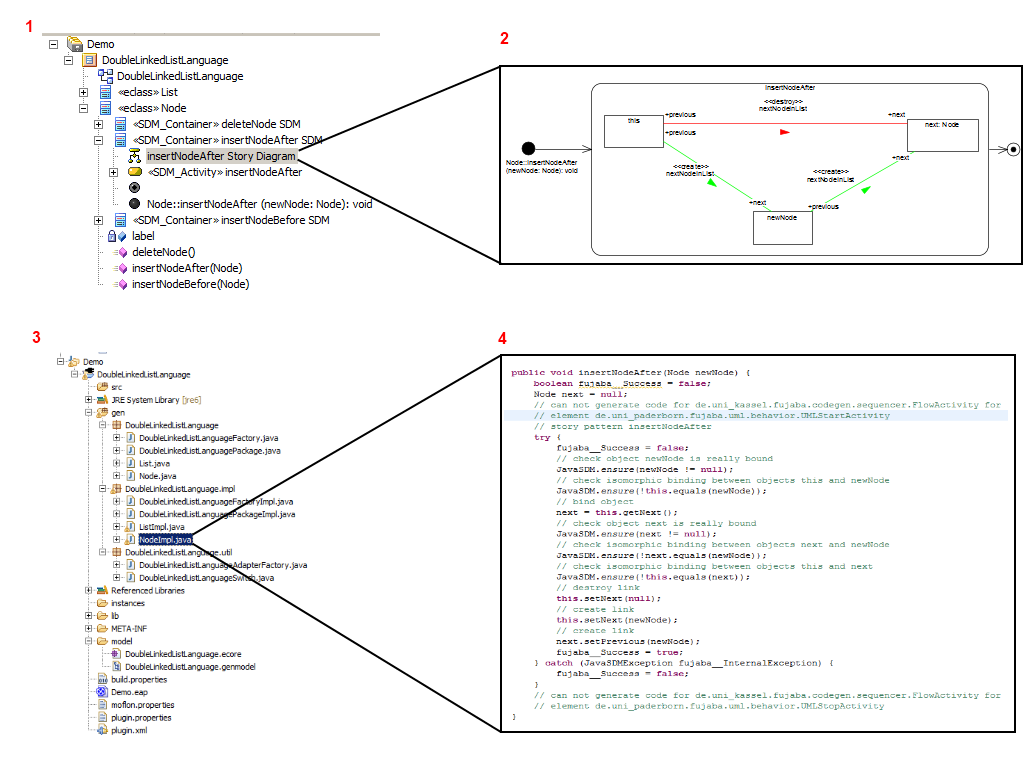 1
Demo
DoubleLinkedListLanguage
DoubleLinkedListLanguage
«eclass» List
«eclass» Node
«SDM_Container» deleteNode SDM
«SDM_Container» insertNodeAfter SDM
insertNodeAfter Story Diagram
«SDM_Activity» insertNodeAfter
Node::insertNodeAfter (newNode: Node): void
«SDM_Container» insertNodeBefore SDM
label
deleteNode()
insertNodeAfter(Node)
insertNodeBefore(Node)
2
InsertNodeAfter
<<destroy>>
nextNodeInList
this
+previous
+next
next: Node
+previous
+next
Node::InsertNodeAfter
(newNode: Node): void
<<create>>
nextNodeInList
<<create>>
nextNodeInList
+next
+previous
newNode
3
Demo
DoubleLinkedListLanguage
src
JRE System Library [jre6]
gen
DoubleLinkedListLanguage
DoubleLinkedListLanguageFactory.java
DoubleLinkedListLanguagePackage.java
List.java
Node.java
DoubleLinkedListLanguage.impl
DoubleLinkedListLanguageFactoryImpl.java
DoubleLinkedListLanguagePackageImpl.java
ListImpl.java
NodeImpl.java
DoubleLinkedListLanguage.util
DoubleLinkedListLanguageAdapterFactory.java
DoubleLinkedListLanguageSwitch.java
Referenced Libraries
instances
lib
META-INF
model
DoubleLinkedListLanguage.ecore
DoubleLinkedListLanguage.genmodel
build.properties
Demo.eap
moflon.properties
plugin.properties
plugin.xml
4
public void insertNodeAfter(Node newNode) {
boolean fujaba__Success = false;
Node next = null;
// can not generate code for de.uni_kassel.fujaba.codegen.sequencer.FlowActivity for
// element de.uni_paderborn.fujaba.uml.behavior.UMLStartActivity
// story pattern insertNodeAfter
try {
fujaba__Success = false;
// check object newNode is really bound
JavaSDM.ensure(newNode != null);
// check isomorphic binding between objects this and newNode
JavaSDM.ensure(!this.equals(newNode));
// bind object
next = this.getNext();
// check object next is really bound
JavaSDM.ensure(next != null);
// check isomorphic binding between objects next and newNode
JavaSDM.ensure(!next.equals(newNode));
// check isomorphic binding between objects this and next
JavaSDM.ensure(!this.equals(next));
// destroy link
this.setNext(null);
// create link
this.setNext(newNode);
// create link
next.setPrevious(newNode);
fujaba__Success = true;
} catch (JavaSDMException fujaba__InternalException) {
fujaba__Success = false;
}
// can not generate code for de.uni_kassel.fujaba.codegen.sequencer.FlowActivity for
// element de.uni_paderborn.fujaba.uml.behavior.UMLStopActivity
}